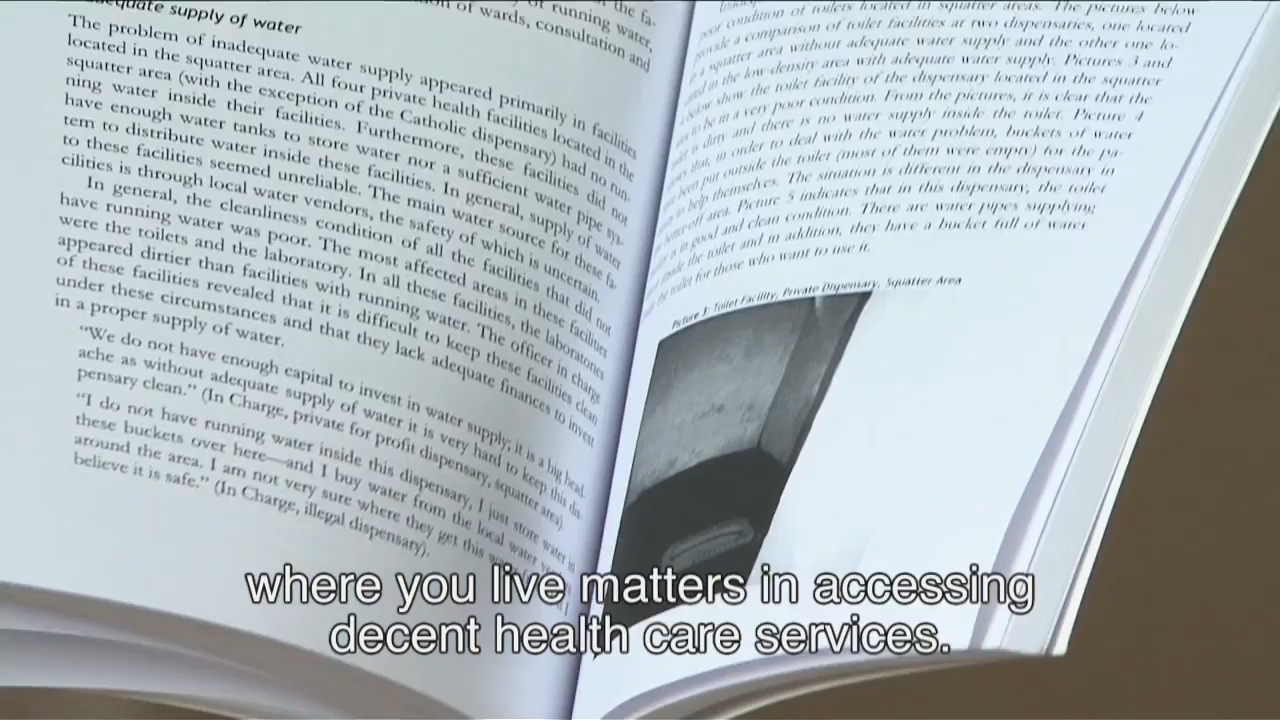 equate supply of water
of running water,
of wards, consultation and
The problem of inadequate water supply appeared primarily in facilities
located in the squatter area. All four private health facilities located in the
squatter area (with the exception of the Catholic dispensary) had no run-
ning water inside their facilities. Furthermore, these facilities did not
have enough water tanks to store water nor a sufficient water pipe sys-
tem to distribute water inside these facilities. In general, supply of water
to these facilities seemed unreliable. The main water source for these fa-
cilities is through local water vendors, the safety of which is uncertain.
In general, the cleanliness condition of all the facilities that did not
have running water was poor. The most affected areas in these facilities
were the toilets and the laboratory. In all these facilities, the laboratories
appeared dirtier than facilities with running water. The officer in charge
of these facilities revealed that it is difficult to keep these facilities clean
under these circumstances and that they lack adequate finances to invest
in a proper supply of water.
"We do not have enough capital to invest in water supply; it is a big head-
ache as without adequate supply of water it is very hard to keep this dis-
pensary clean." (In Charge, private for profit dispensary, squatter area).
"I do not have running water inside this dispensary, I just store water in
these buckets over here—and I buy water from the local water
around the area. I am not very sure where they get this
believe it is safe." (In Charge, illegal dispensary).
condition of toilets located in squatter areas. The pictures below
provide a comparison of toilet facilities at two dispensaries, one located
in a squatter area without adequate water supply and the other one lo-
in the low-density area with adequate water supply. Pictures 3 and
below show the toilet facility of the dispensary located in the squatter
to be in a very poor condition. From the pictures, it is clear that the
is dirty and there is no water supply inside the toilet. Picture 4
that, in order to deal with the water problem, buckets of water
been put outside the toilet (most of them were empty) for the pa-
to help themselves. The situation is different in the dispensary in
area. Picture 5 indicates that in this dispensary, the toilet
is in good and clean condition. There are water pipes supplying
the toilet and in addition, they have a bucket full of water
the toilet for those who want to use it.
Picture 3: Toilet Facility, Private Dispensary, Squatter Area
where you live matters in accessing
decent health care services.